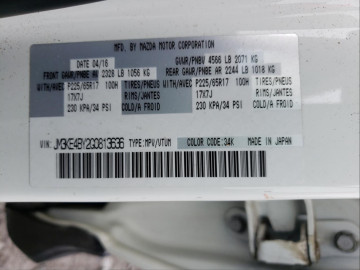 MFD. BY MAZDA MOTOR CORPORATION
DATE 04/16 GVWR/PNBV 4566 LB 2071 KG
FRONT GAWR/PNBE AR 2328 LB 1056 KG REAR GAWR/PNBE AR 2244 LB 1018 KG
WITH/AVEC P225/65R17 100H TIRES/PNEUS WITH/AVEC P225/65R17 100H TIRES/PNEUS
17X7J RIMS/JANTES 17X7J RIMS/JANTES
230 KPA/34 PSI COLD/A FROID 230 KPA/34 PSI COLD/A FROID
VIN: JM3KE4BY2G0813636 TYPE:MPV/VTUM COLOR CODE:34K MADE IN JAPAN